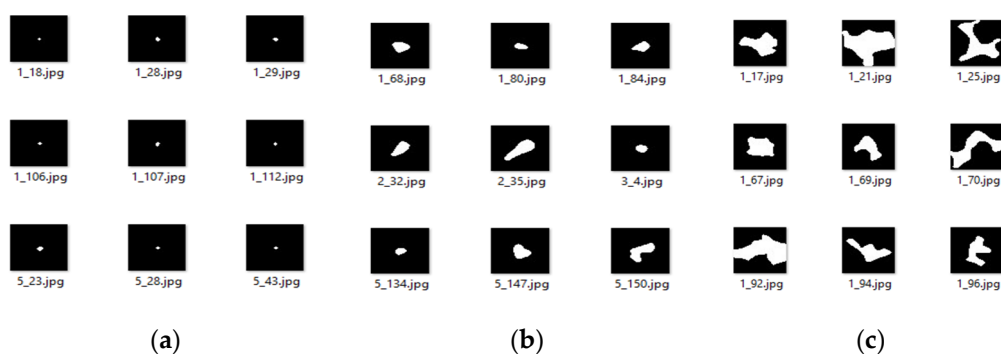 1_18.jpg 1_28.jpg 1_29.jpg 1_68.jpg 1_80.jpg 1_84.jpg 1_17.jpg 1_21.jpg 1_25.jpg
1_106.jpg 1_107.jpg 1_112.jpg 2_32.jpg 2_35.jpg 3_4.jpg 1_67.jpg 1_69.jpg 1_70.jpg
5_23.jpg 5_28.jpg 5_43.jpg 5_134.jpg 5_147.jpg 5_150.jpg 1_92.jpg 1_94.jpg 1_96.jpg
(a) (b) (c)